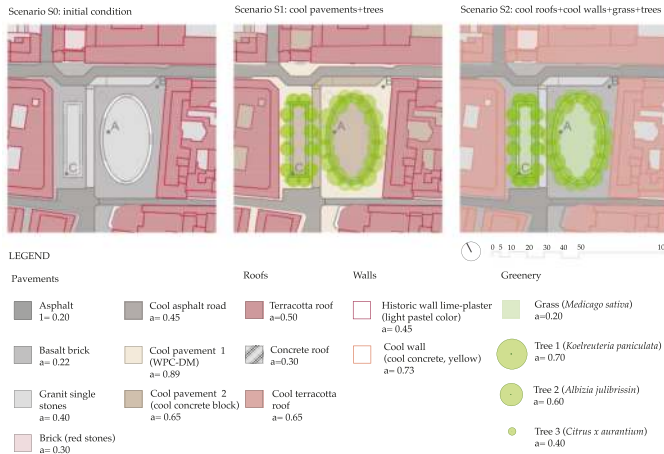 Scenario S0: initial condition
Scenario S1: cool pavements+trees
Scenario S2: cool roofs+cool walls+grass+trees
A
B
C
A
B
C
A
B
C
0 5 10 20 30 40 50 10
LEGEND
Pavements
Roofs
Walls
Greenery
Asphalt
1= 0.20
Cool asphalt road
a= 0.45
Terracotta roof
a=0.50
Historic wall lime-plaster
(light pastel color)
a= 0.45
Grass (Medicago sativa)
a=0.20
Basalt brick
a= 0.22
Cool pavement 1
(WPC-DM)
a= 0.89
Concrete roof
a=0.30
Cool wall
(cool concrete, yellow)
a= 0.73
Tree 1 (Koelreuteria paniculata)
a= 0.70
Granit single
stones
a= 0.40
Cool pavement 2
(cool concrete block)
a= 0.65
Cool terracotta
roof
a= 0.65
Tree 2 (Albizia julibrissin)
a= 0.60
Brick (red stones)
a= 0.30
Tree 3 (Citrus x aurantium)
a= 0.40